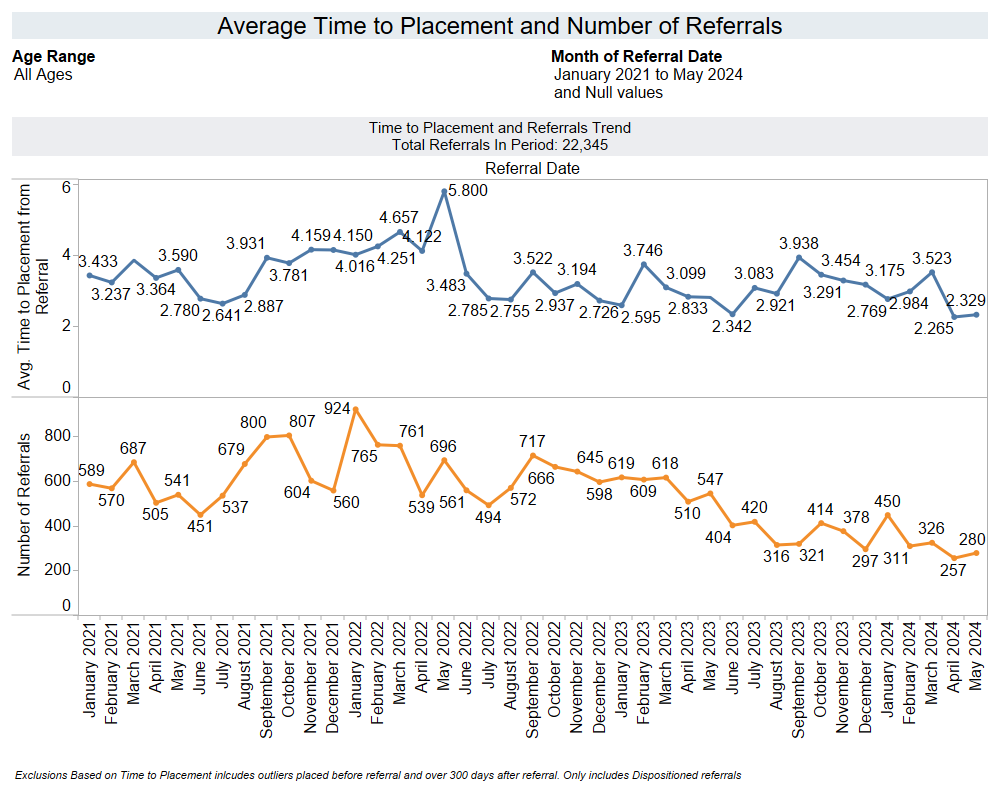 Average Time to Placement and Number of Referrals
Age Range
All Ages
Month of Referral Date
January 2021 to May 2024
and Null values
Time to Placement and Referrals Trend
Total Referrals In Period: 22,345
Referral Date
Avg. Time to Placement from
Referral
6
4
2
0
3.433
3.237
3.364
3.590
2.780
2.641
2.887
3.931
3.781
4.159
4.150
4.016
4.251
4.657
4.122
5.800
3.483
2.785
2.755
3.522
2.937
3.194
2.726
2.595
3.746
3.099
2.833
2.342
3.083
2.921
3.938
3.291
3.454
3.175
2.769
2.984
3.523
2.265
2.329
Number of Referrals
800
600
400
200
0
589
570
687
505
541
451
537
679
800
807
604
560
924
765
761
539
696
561
494
572
717
666
645
598
619
609
618
510
547
404
420
316
321
414
378
297
450
311
326
257
280
January 2021
February 2021
March 2021
April 2021
May 2021
June 2021
July 2021
August 2021
September 2021
October 2021
November 2021
December 2021
January 2022
February 2022
March 2022
April 2022
May 2022
June 2022
July 2022
August 2022
September 2022
October 2022
November 2022
December 2022
January 2023
February 2023
March 2023
April 2023
May 2023
June 2023
July 2023
August 2023
September 2023
October 2023
November 2023
December 2023
January 2024
February 2024
March 2024
April 2024
May 2024
Exclusions Based on Time to Placement inlcudes outliers placed before referral and over 300 days after referral. Only includes Dispositioned referrals